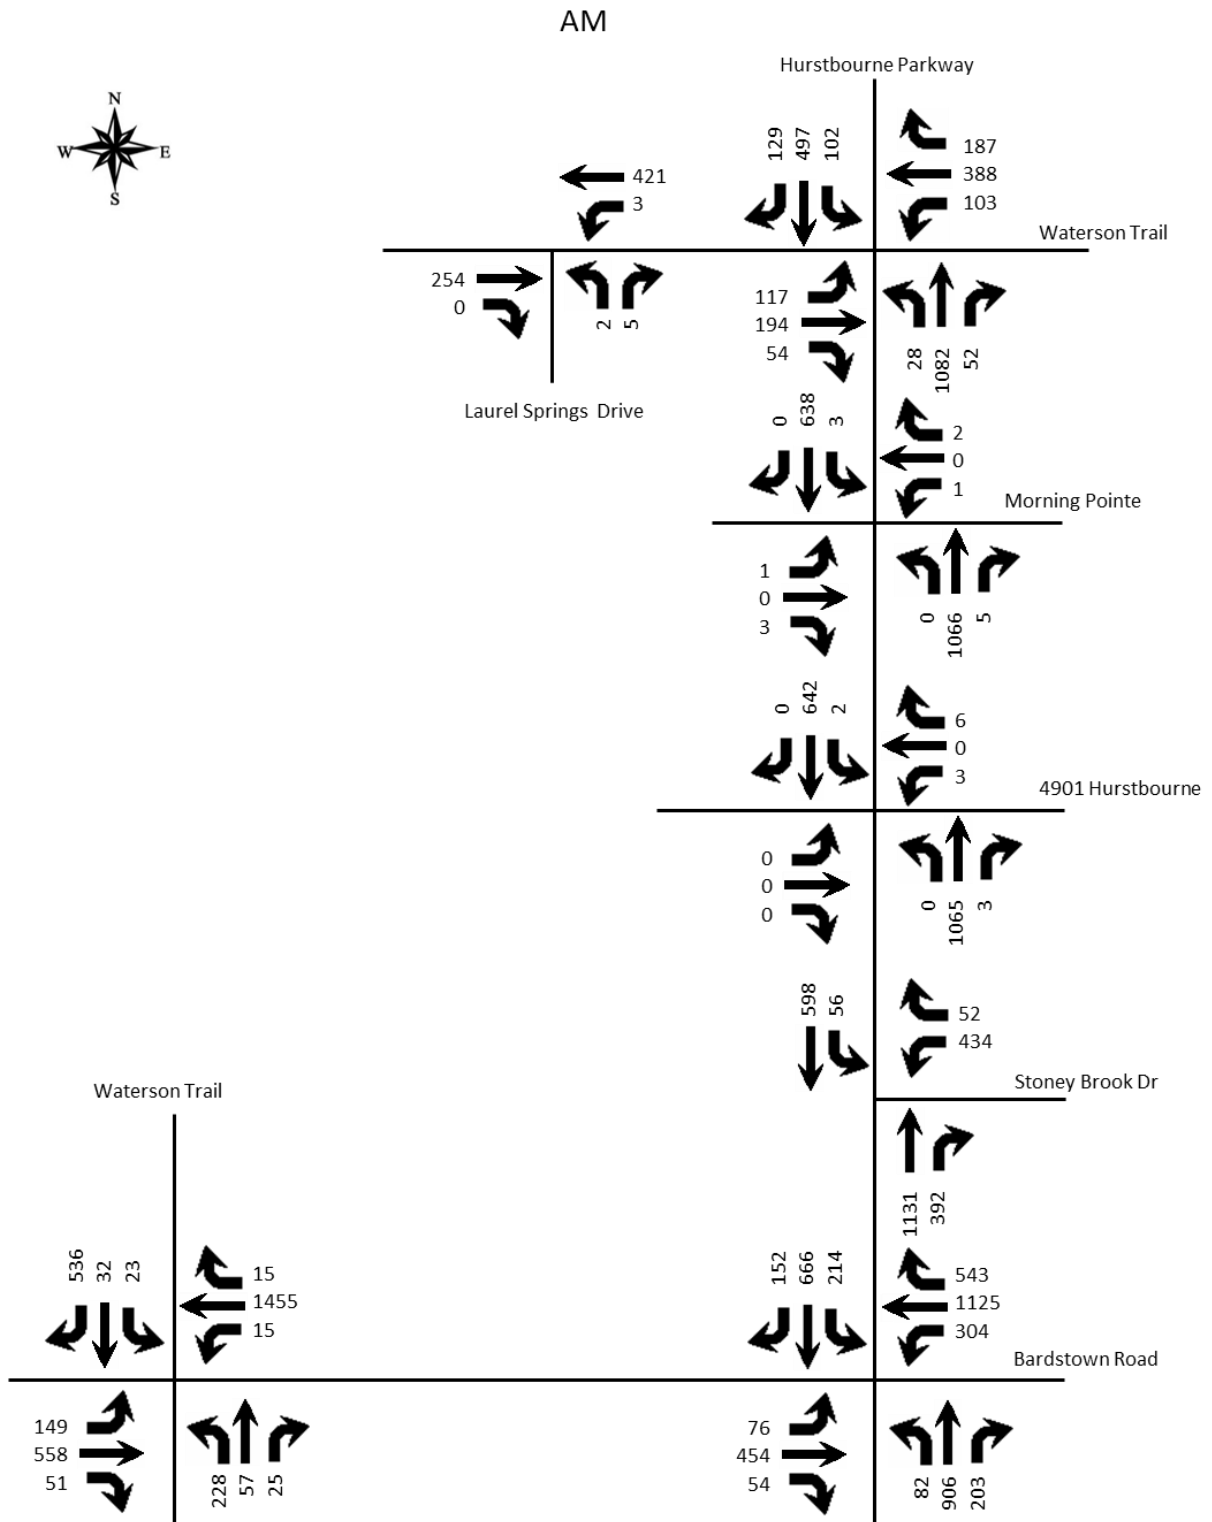 AM
Hurstbourne Parkway
N
W E
S
129 497 102
187
388
103
421
3
Waterson Trail
254
0
2 5
117
194
54
28 1082 52
Laurel Springs Drive
0 638 3
2
0
1
Morning Pointe
1
0
3
0 1066 5
0 642 2
6
0
3
4901 Hurstbourne
0
0
0
0 1065 3
598 56
52
434
Stoney Brook Dr
Waterson Trail
1131 392
536 32 23
15
1455
15
152 666 214
543
1125
304
Bardstown Road
149
558
51
228 57 25
76
454
54
82 906 203